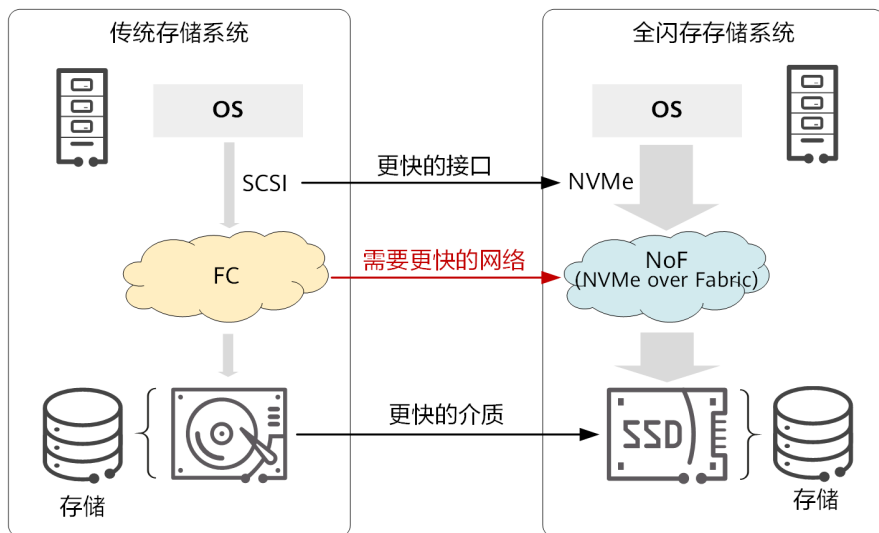 传统存储系统
全闪存存储系统
OS
OS
更快的接口
SCSI
NVMe
需要更快的网络
FC
NoF
(NVMe over Fabric)
更快的介质
SSD
存储
存储